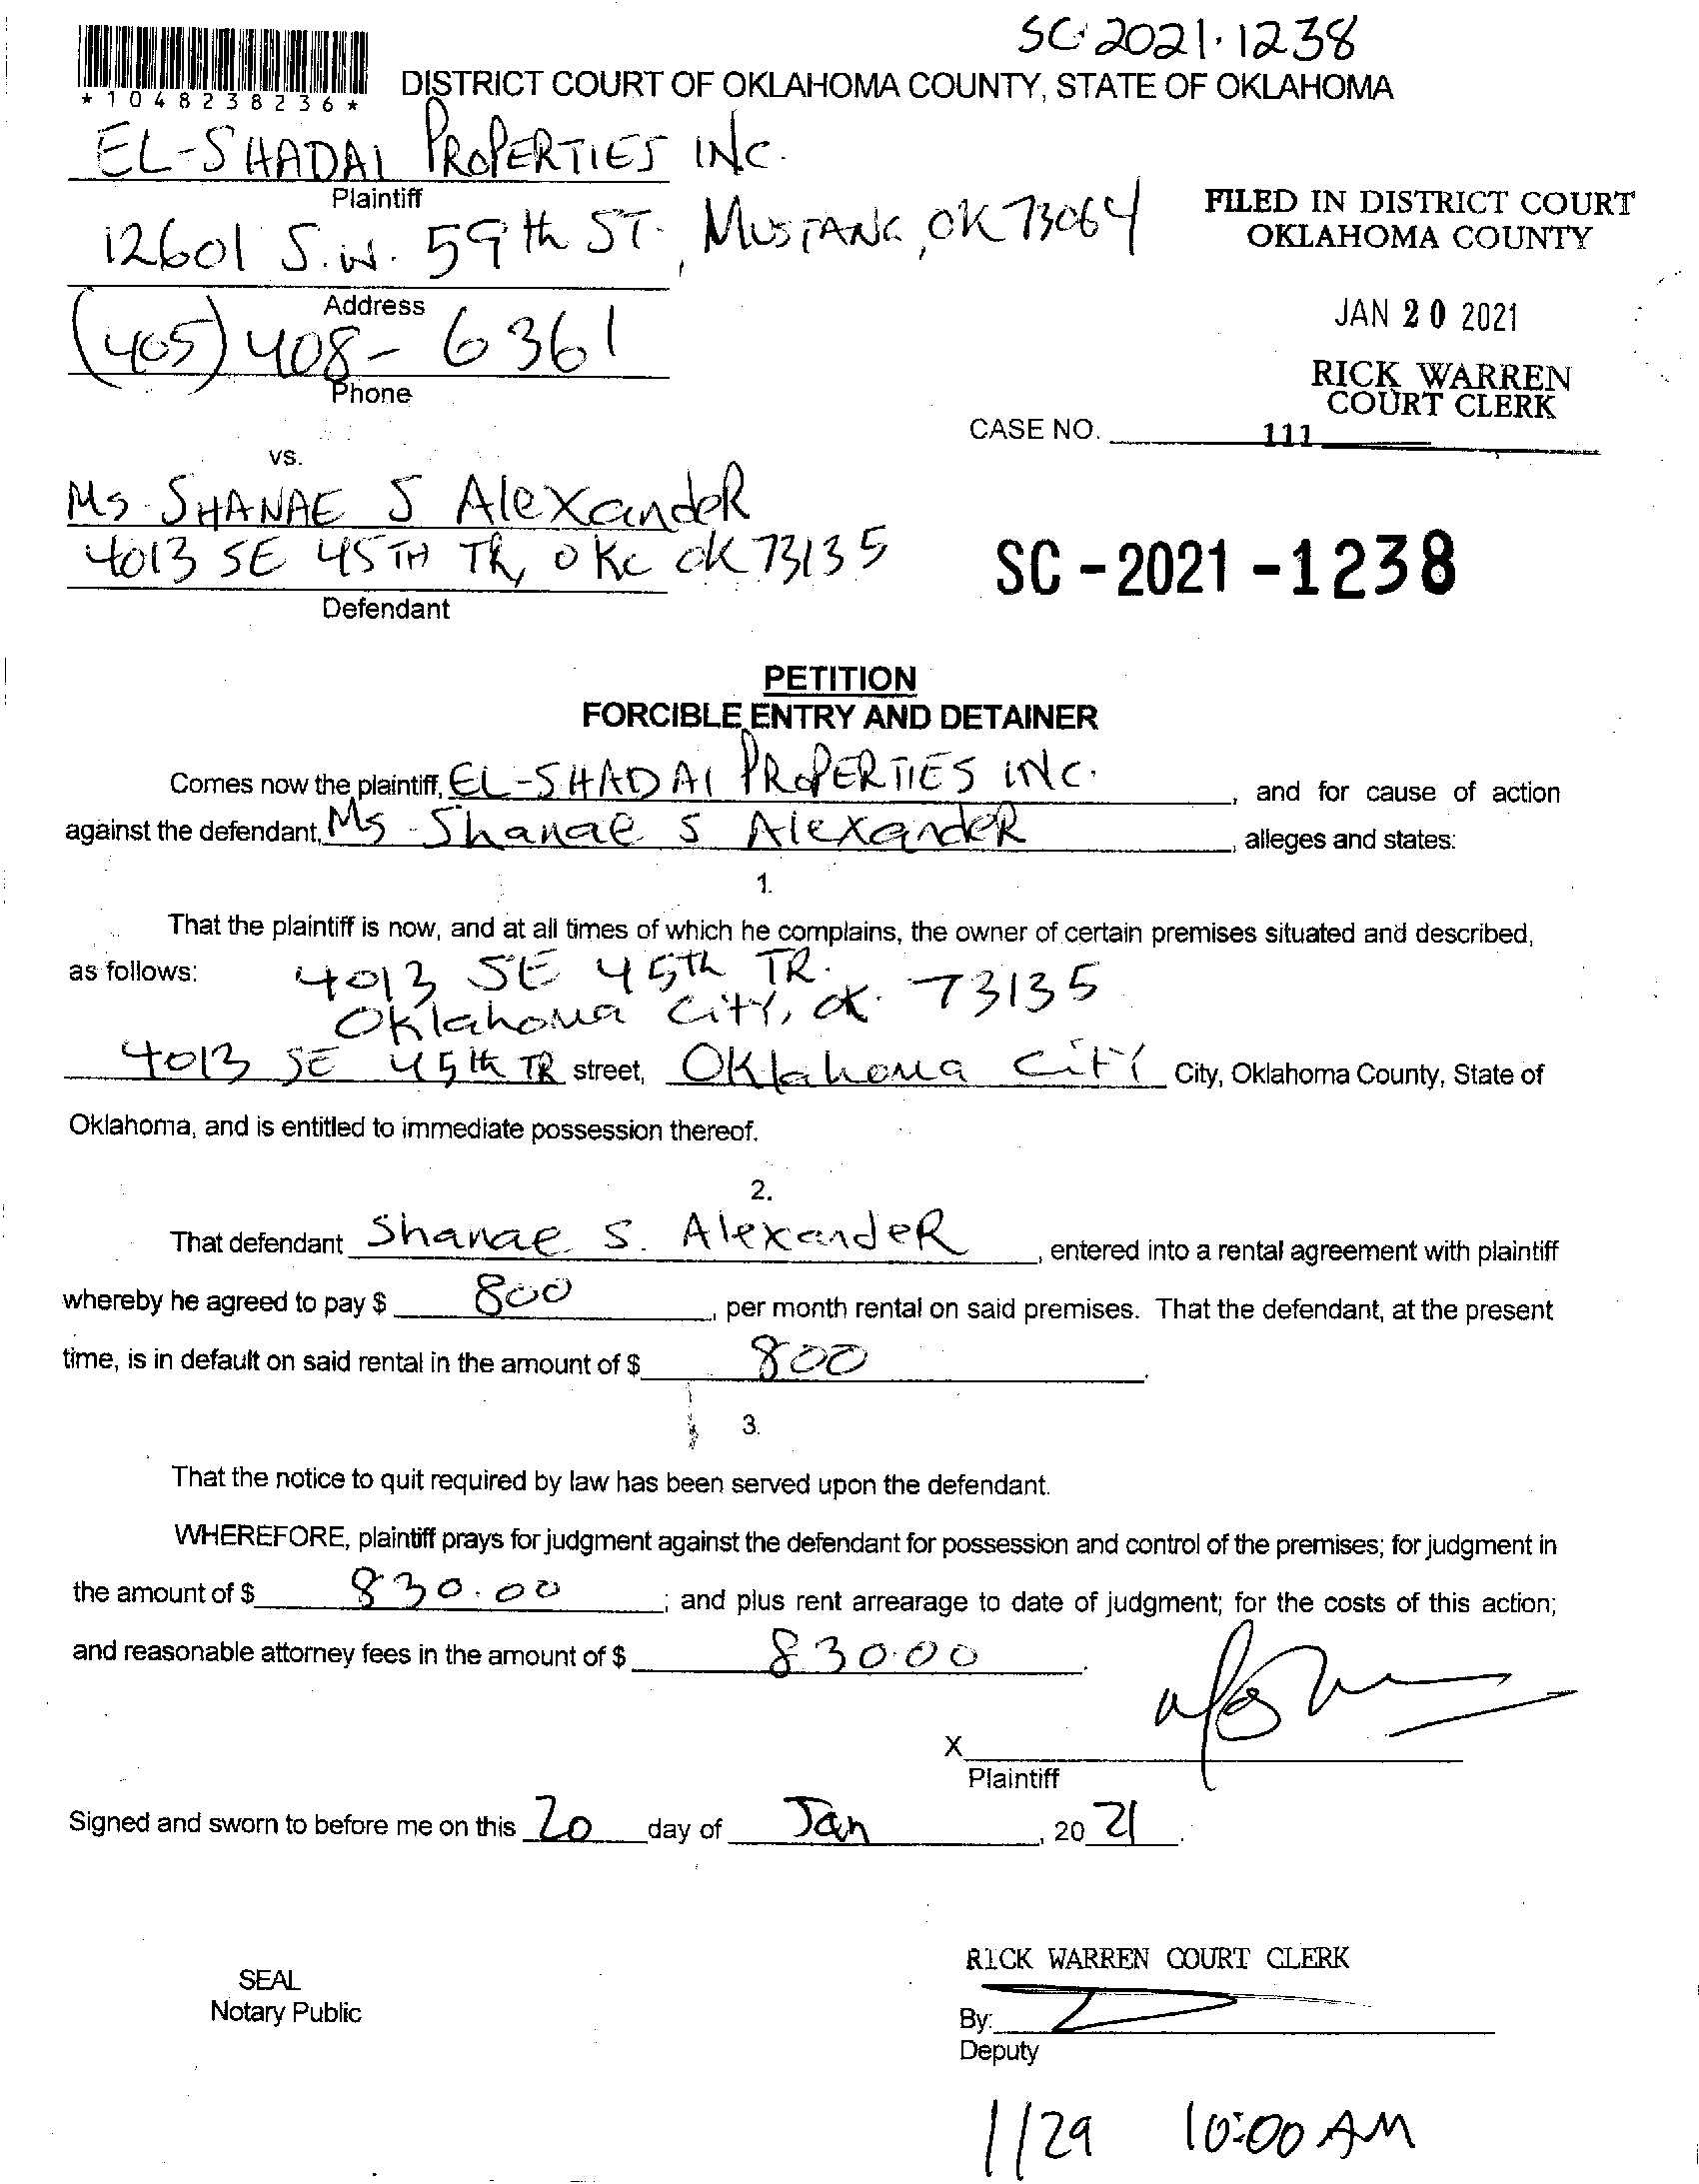 SC-2021-1238
*1048238236*
DISTRICT COURT OF OKLAHOMA COUNTY, STATE OF OKLAHOMA
EL-SHADAI PROPERTIES INC.
Plaintiff
12601 S.W. 59th ST., MUSTANG, OK 73064
Address
(405) 408-6361
Phone
FILED IN DISTRICT COURT
OKLAHOMA COUNTY
JAN 20 2021
RICK WARREN
COURT CLERK
CASE NO. 111
vs.
Ms. SHANAE S AlexandeR
4013 SE 45TH TR, OKC OK 73135
Defendant
SC-2021-1238
PETITION
FORCIBLE ENTRY AND DETAINER
Comes now the plaintiff, EL-SHADAI PROPERTIES INC. , and for cause of action
against the defendant, Ms. Shanae S AlexandeR , alleges and states:
1.
That the plaintiff is now, and at all times of which he complains, the owner of certain premises situated and described,
as follows: 4013 SE 45th TR.
Oklahoma City, OK. 73135
4013 SE 45th TR street, Oklahoma City City, Oklahoma County, State of
Oklahoma, and is entitled to immediate possession thereof.
2.
That defendant Shanae S. AlexandeR , entered into a rental agreement with plaintiff
whereby he agreed to pay $ 800 , per month rental on said premises. That the defendant, at the present
time, is in default on said rental in the amount of $ 800 .
3.
That the notice to quit required by law has been served upon the defendant.
WHEREFORE, plaintiff prays for judgment against the defendant for possession and control of the premises; for judgment in
the amount of $ 830.00 ; and plus rent arrearage to date of judgment; for the costs of this action;
and reasonable attorney fees in the amount of $ 830.00 .
X
Plaintiff
Signed and sworn to before me on this 20 day of Jan , 20 21 .
SEAL
Notary Public
RICK WARREN COURT CLERK
By:
Deputy
1/29 10:00 AM